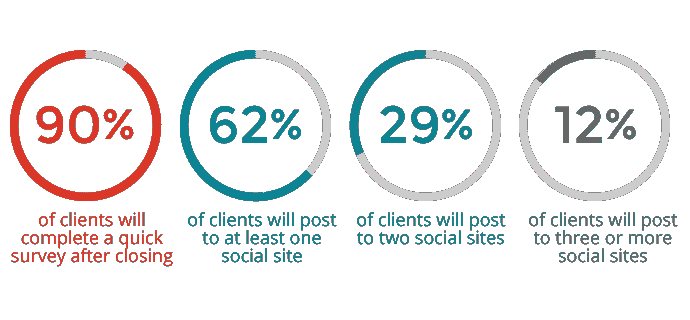 90%
of clients will
complete a quick
survey after closing
62%
of clients will post
to at least one
social site
29%
of clients will post
to two social sites
12%
of clients will post
to three or more
social sites